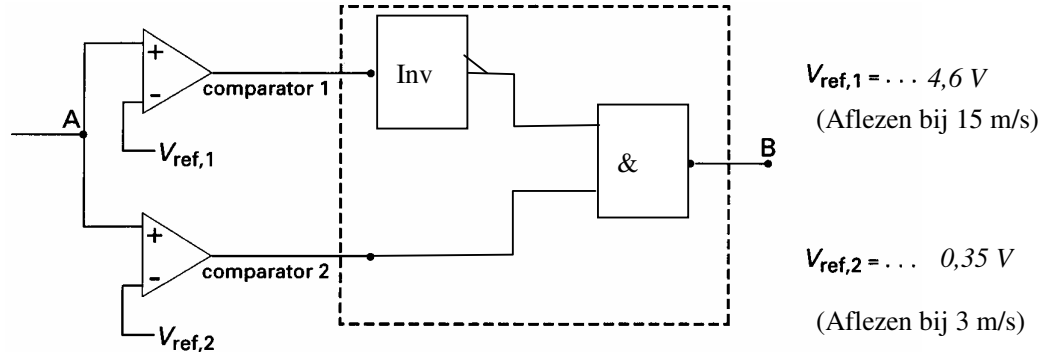 +
-
comparator 1
Inv
V_ref,1 = ... 4,6 V
(Aflezen bij 15 m/s)
A
V_ref,1
&
B
+
-
comparator 2
V_ref,2 = ... 0,35 V
V_ref,2
(Aflezen bij 3 m/s)